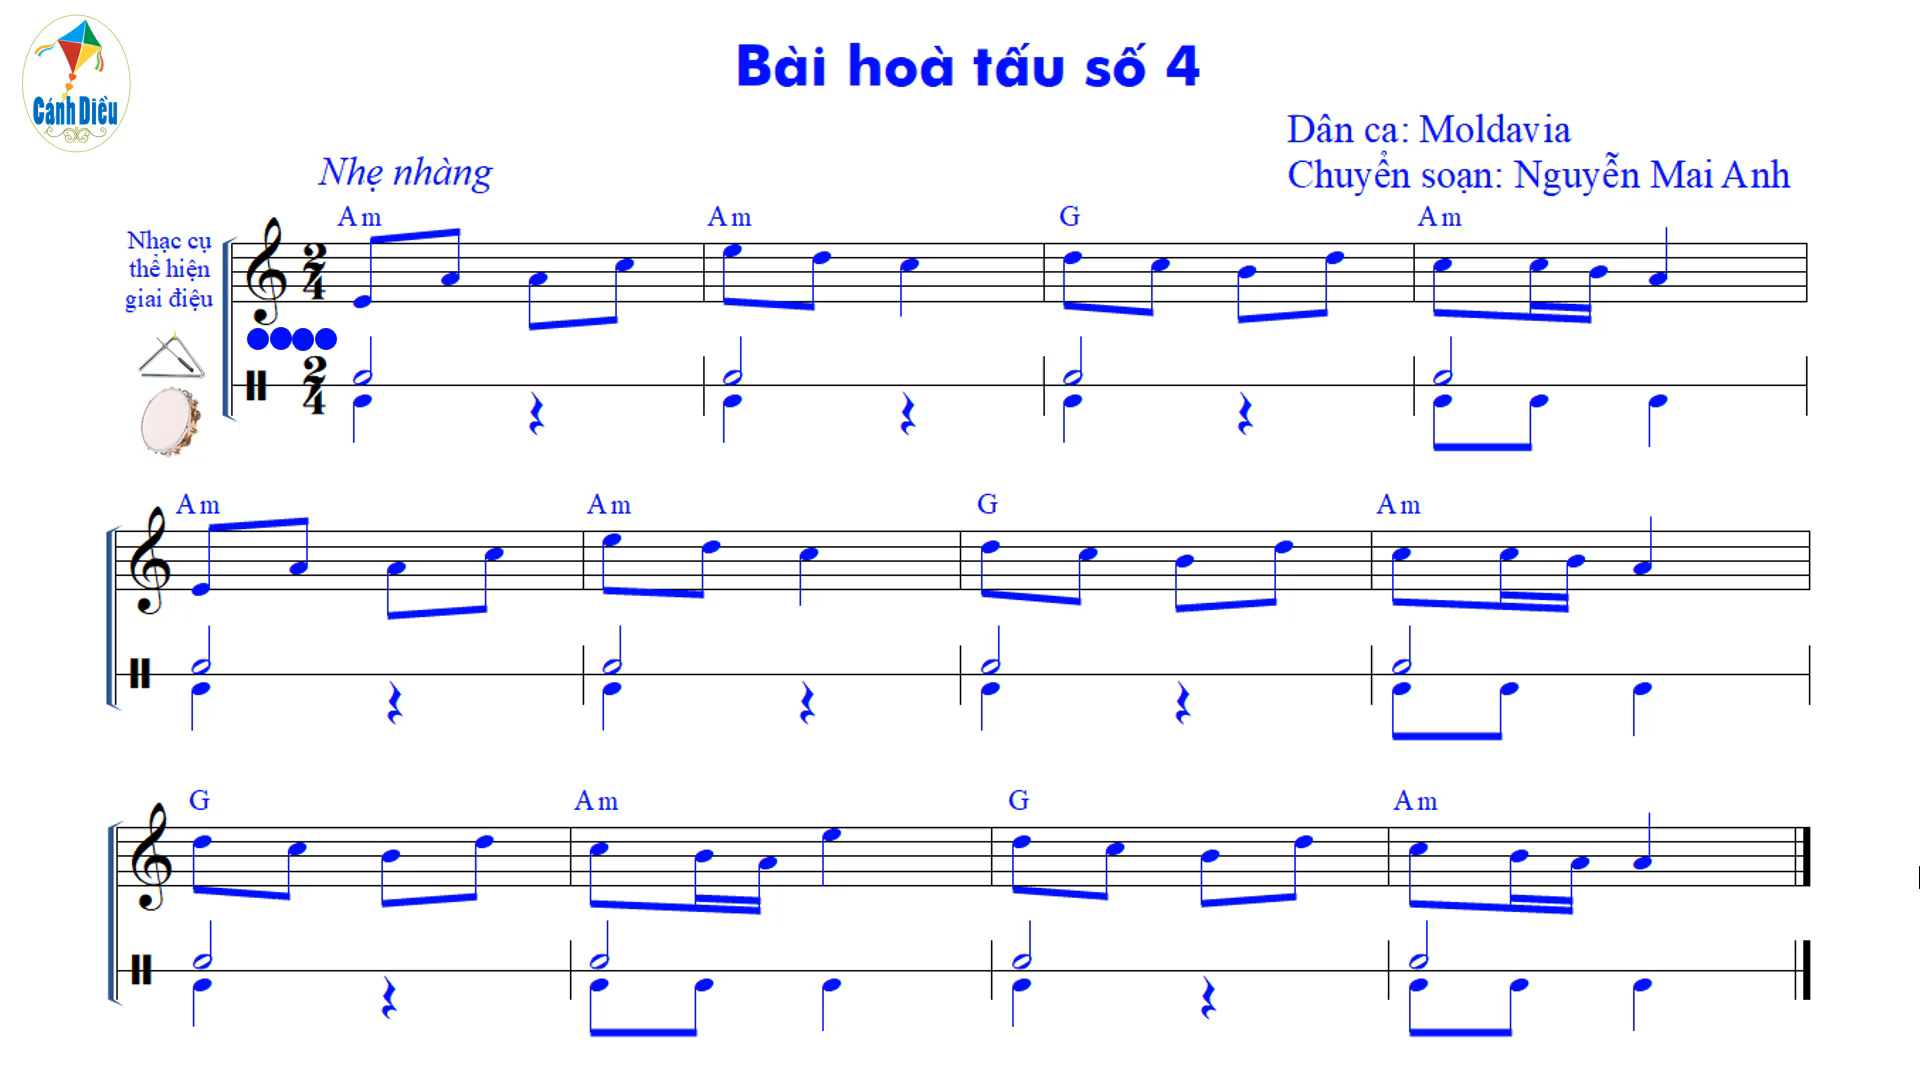 Cánh Diều
Bài hoà tấu số 4
Dân ca: Moldavia
Chuyển soạn: Nguyễn Mai Anh
Nhẹ nhàng
Am Am G Am
Nhạc cụ
thể hiện
giai điệu
2 4
2 4
Am Am G Am
G Am G Am